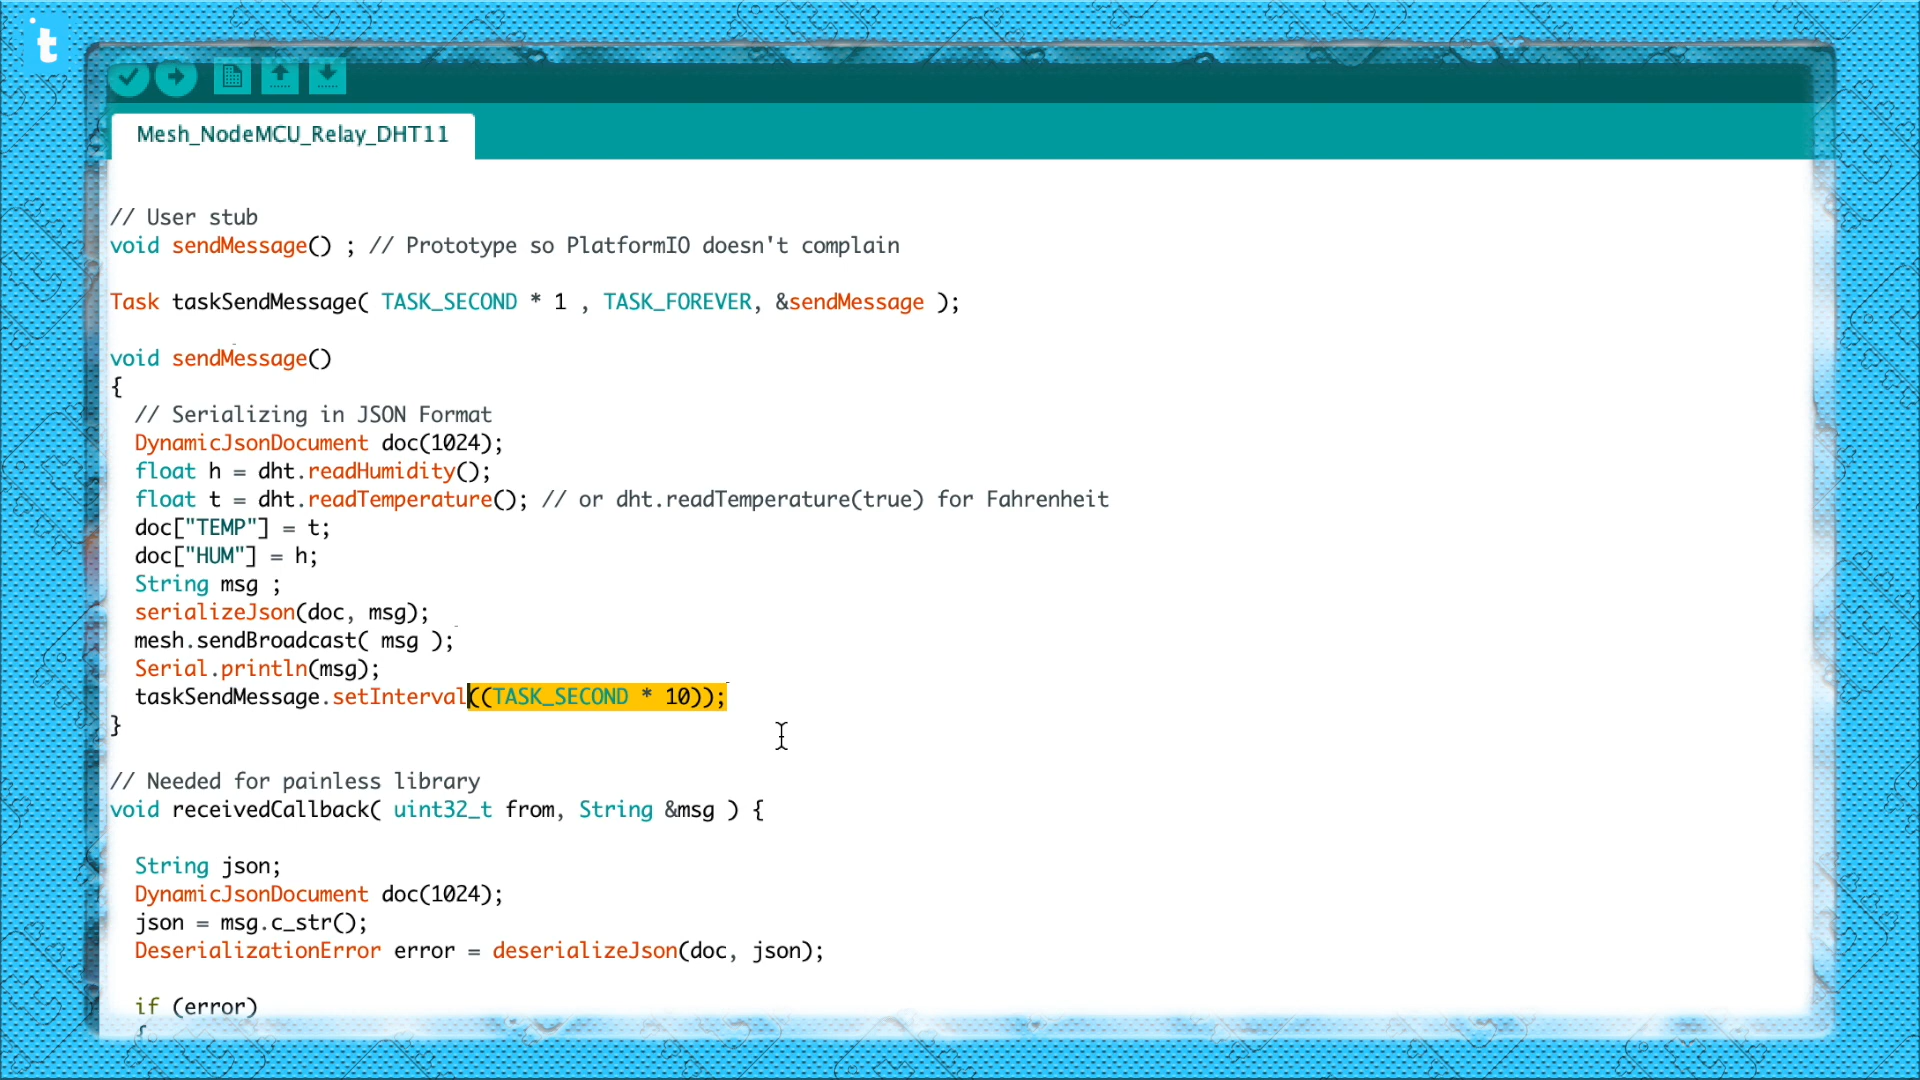 t
Mesh_NodeMCU_Relay_DHT11
// User stub
void sendMessage() ; // Prototype so PlatformIO doesn't complain
Task taskSendMessage( TASK_SECOND * 1 , TASK_FOREVER, &sendMessage );
void sendMessage()
{
// Serializing in JSON Format
DynamicJsonDocument doc(1024);
float h = dht.readHumidity();
float t = dht.readTemperature(); // or dht.readTemperature(true) for Fahrenheit
doc["TEMP"] = t;
doc["HUM"] = h;
String msg ;
serializeJson(doc, msg);
mesh.sendBroadcast( msg );
Serial.println(msg);
taskSendMessage.setInterval((TASK_SECOND * 10));
}
// Needed for painless library
void receivedCallback( uint32_t from, String &msg ) {
String json;
DynamicJsonDocument doc(1024);
json = msg.c_str();
DeserializationError error = deserializeJson(doc, json);
if (error)
{